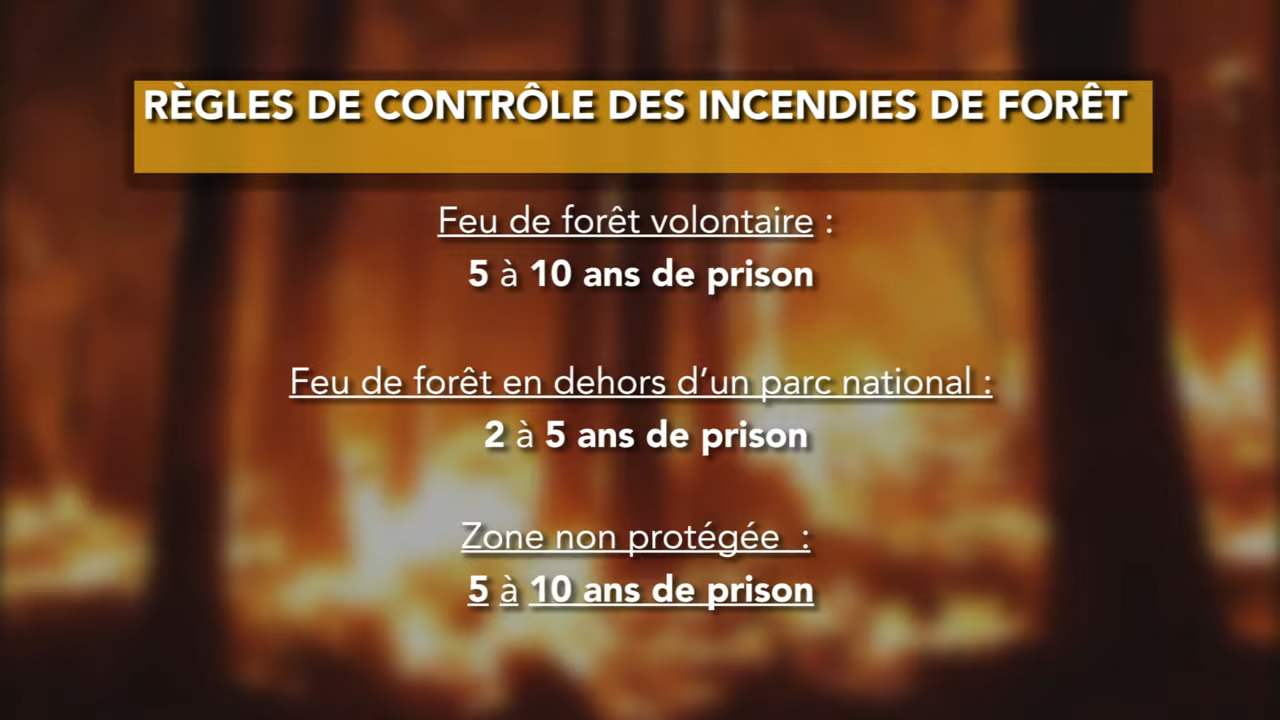 RÈGLES DE CONTRÔLE DES INCENDIES DE FORÊT
Feu de forêt volontaire :
5 à 10 ans de prison
Feu de forêt en dehors d’un parc national :
2 à 5 ans de prison
Zone non protégée :
5 à 10 ans de prison